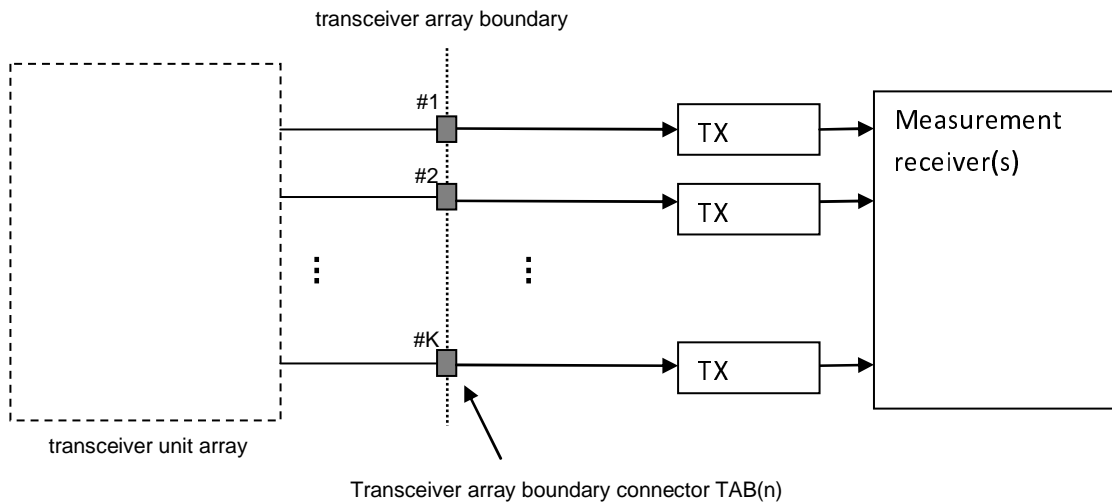 transceiver array boundary
#1
TX
Measurement
receiver(s)
#2
TX
#K
TX
transceiver unit array
Transceiver array boundary connector TAB(n)